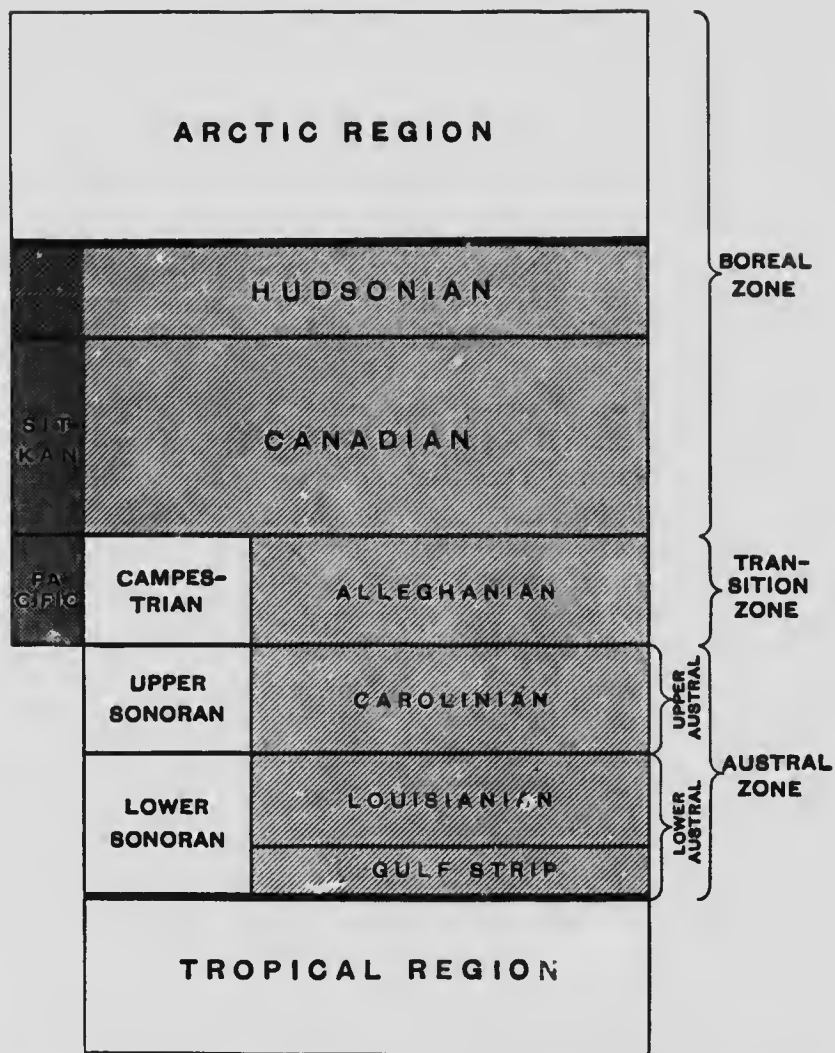 ARCTIC REGION
HUDSONIAN
BOREAL
ZONE
SIT-
KAN
CANADIAN
PA-
CIFIC
CAMPES-
TRIAN
ALLEGHANIAN
TRAN-
SITION
ZONE
UPPER
SONORAN
CAROLINIAN
UPPER
AUSTRAL
LOWER
SONORAN
LOUISIANIAN
GULF STRIP
LOWER
AUSTRAL
AUSTRAL
ZONE
TROPICAL REGION